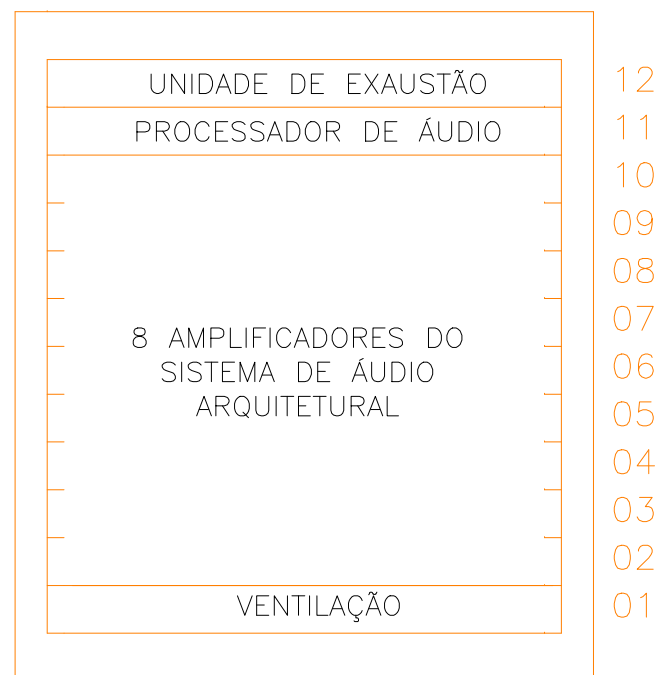 UNIDADE DE EXAUSTÃO 12
PROCESSADOR DE ÁUDIO 11
10
09
08
07
8 AMPLIFICADORES DO
SISTEMA DE ÁUDIO 06
ARQUITETURAL 05
04
03
02
VENTILAÇÃO 01